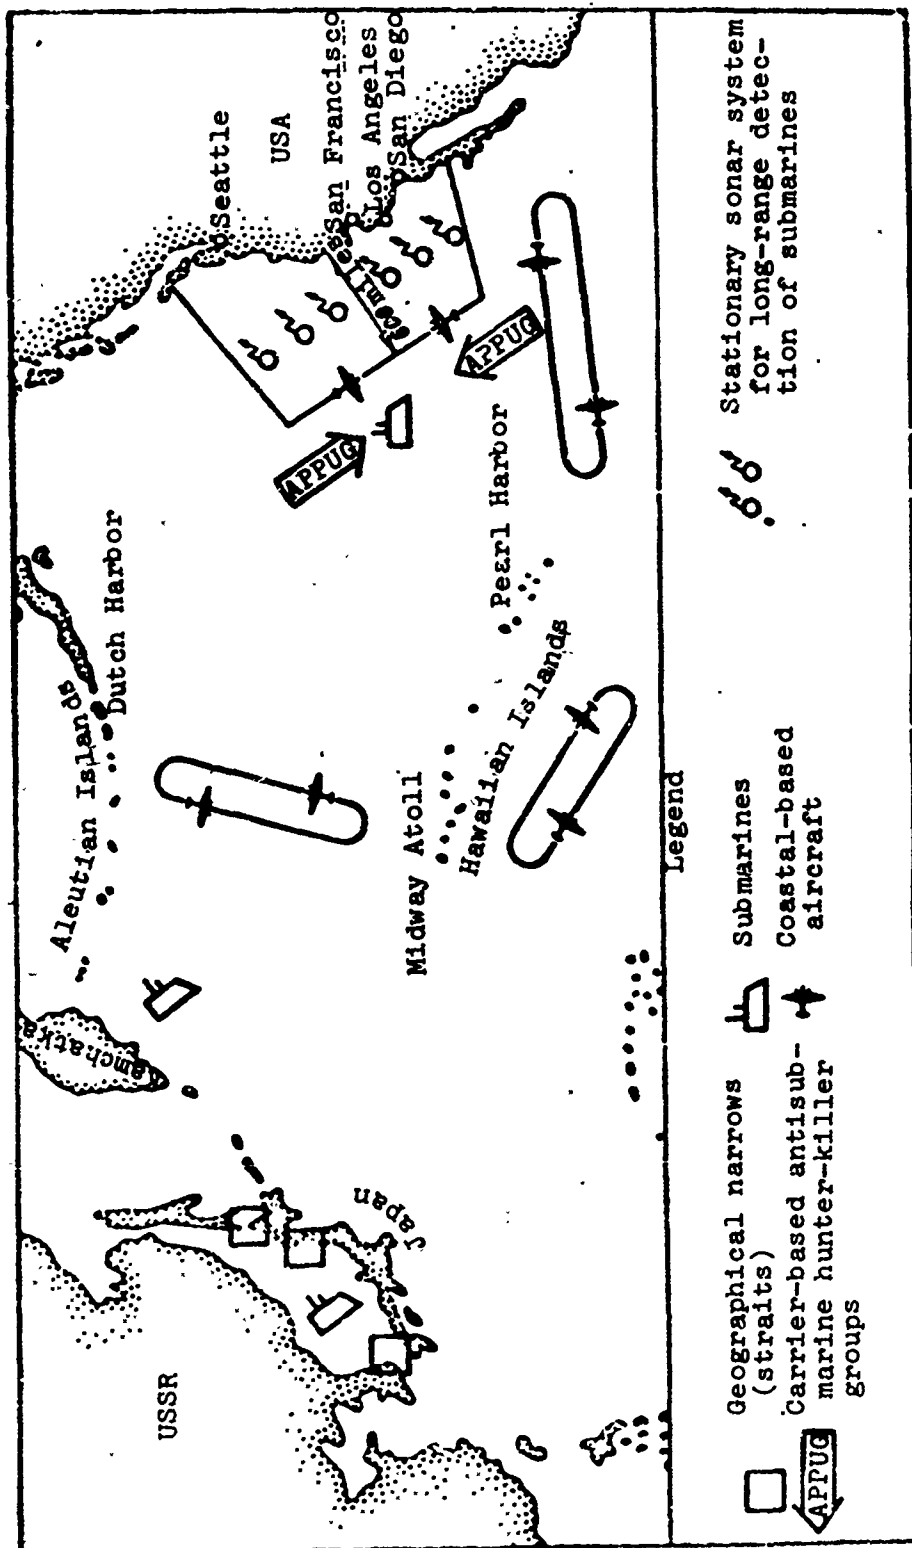 Aleutian Islands
Dutch Harbor
Kamchatka
USSR
Japan
Midway Atoll
Hawaiian Islands
Pearl Harbor
APPUG
APPUG
Seattle
USA
San Francisco
Los Angeles
San Diego
miles
Legend
Geographical narrows
(straits)
APPUG
Carrier-based antisub-
marine hunter-killer
groups
Submarines
Coastal-based
aircraft
Stationary sonar system
for long-range detec-
tion of submarines